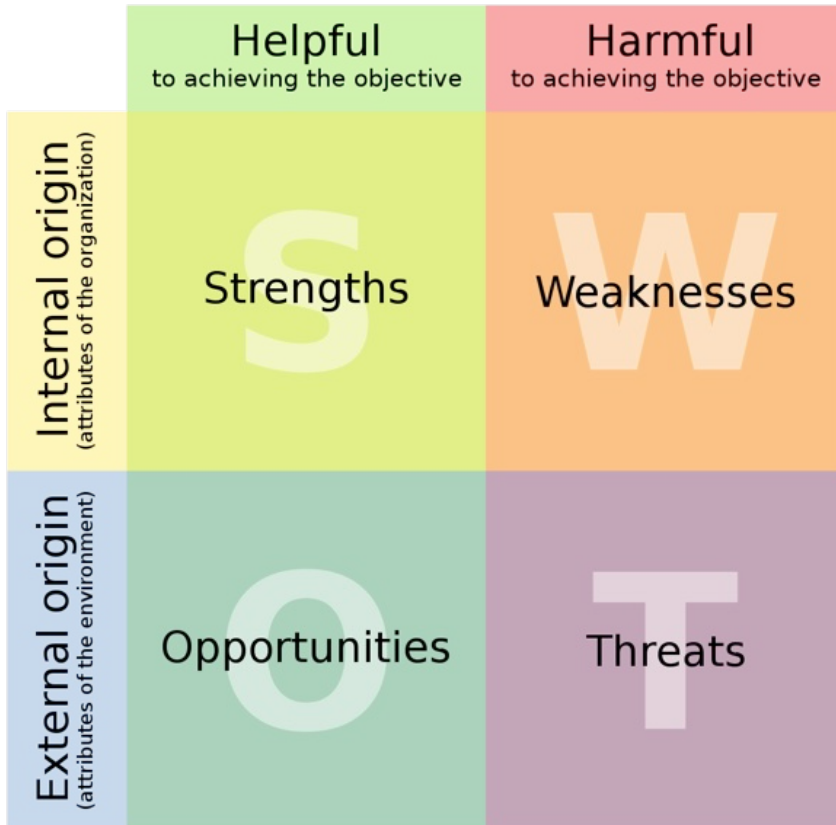 Helpful
to achieving the objective
Harmful
to achieving the objective
Internal origin
(attributes of the organization)
S
Strengths
W
Weaknesses
External origin
(attributes of the environment)
O
Opportunities
T
Threats